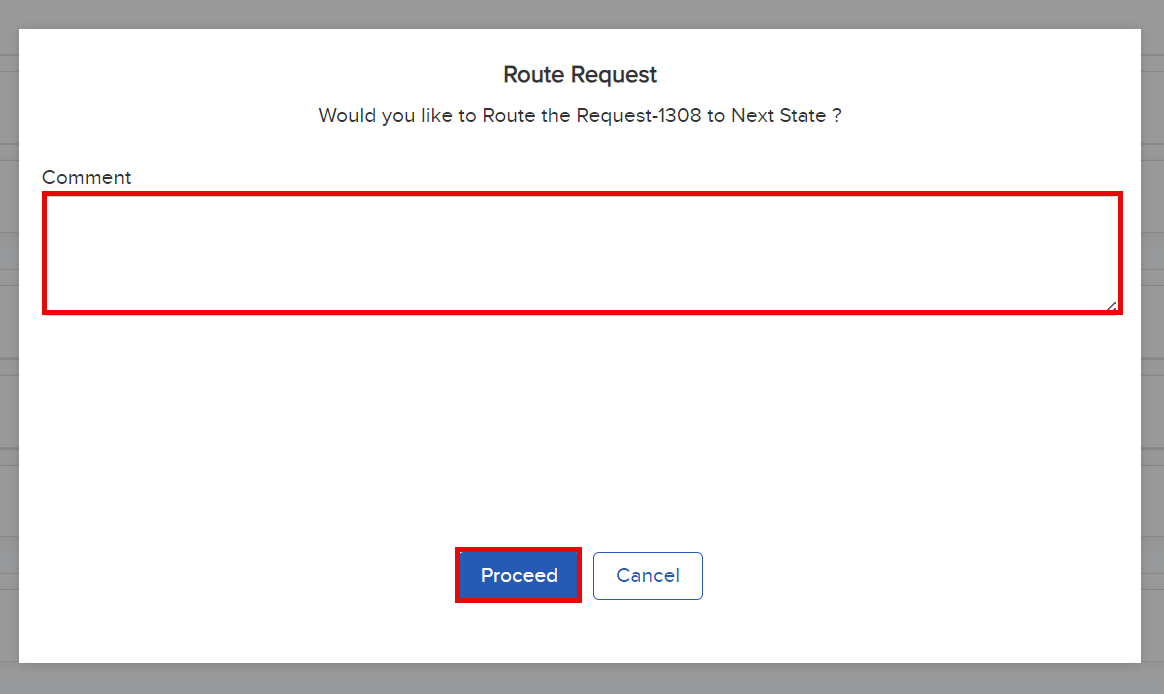 Route Request
Would you like to Route the Request-1308 to Next State ?
Comment
Proceed
Cancel